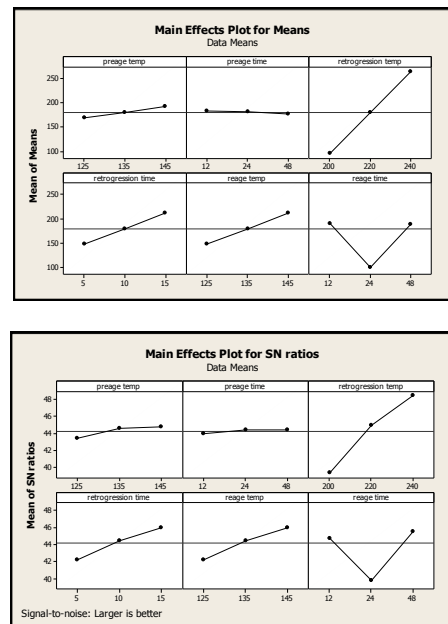 Main Effects Plot for Means
Data Means
preage temp preage time retrogression temp
250
200
150
100
125 135 145 12 24 48 200 220 240
retrogression time reage temp reage time
250
200
150
100
5 10 15 125 135 145 12 24 48
Mean of Means
Main Effects Plot for SN ratios
Data Means
preage temp preage time retrogression temp
48
46
44
42
40
125 135 145 12 24 48 200 220 240
retrogression time reage temp reage time
48
46
44
42
40
5 10 15 125 135 145 12 24 48
Mean of SN ratios
Signal-to-noise: Larger is better